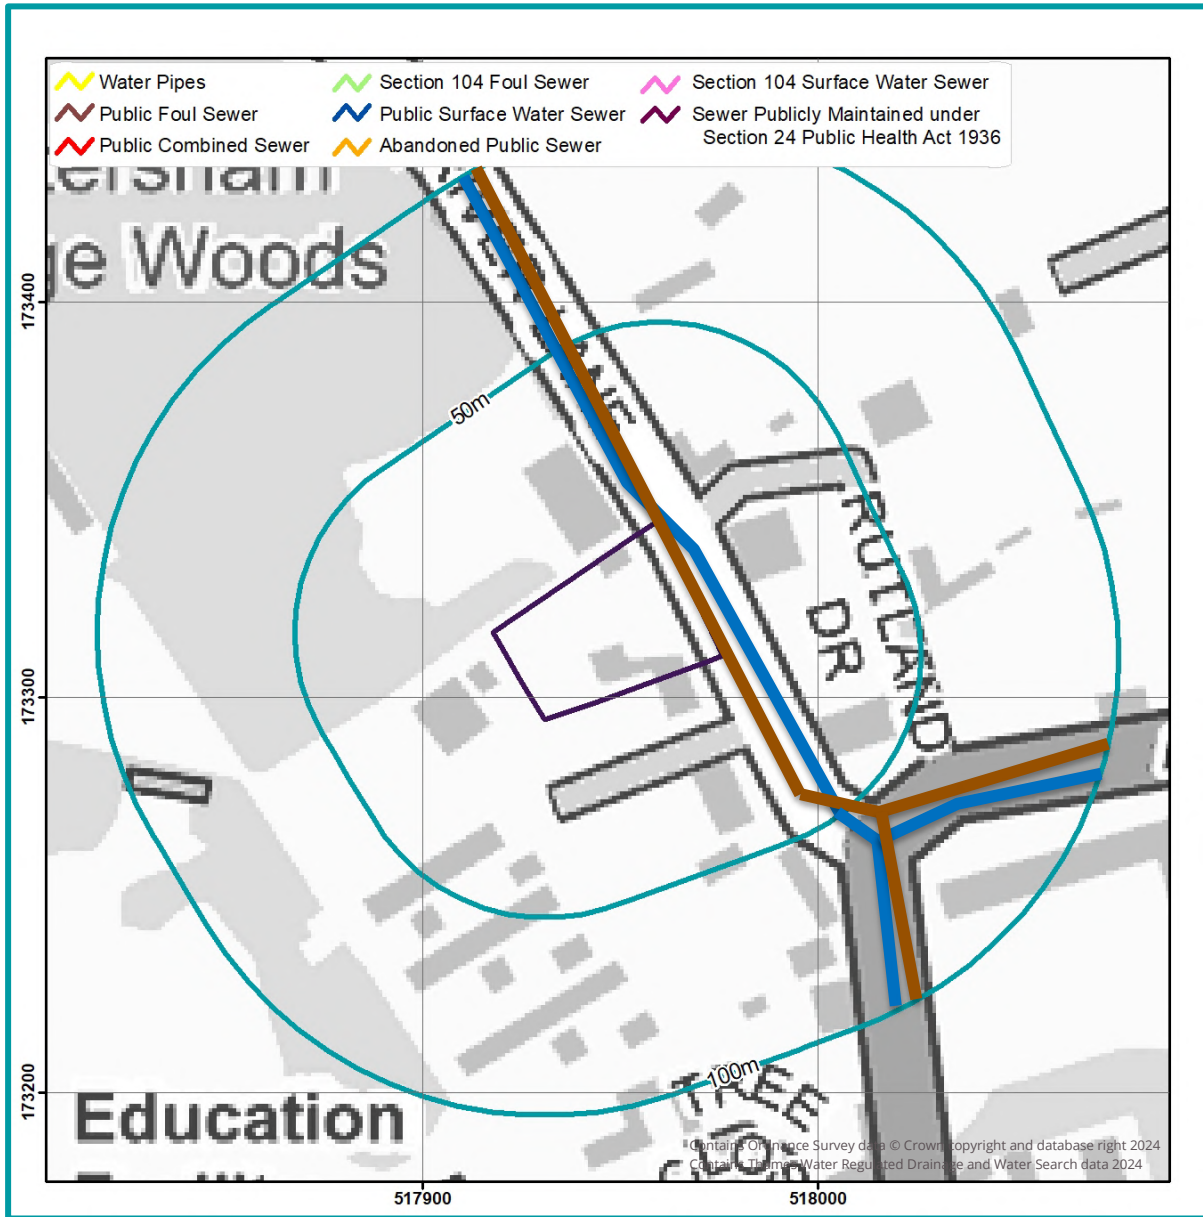 Water Pipes
Public Foul Sewer
Public Combined Sewer
Section 104 Foul Sewer
Public Surface Water Sewer
Abandoned Public Sewer
Section 104 Surface Water Sewer
Sewer Publicly Maintained under
Section 24 Public Health Act 1936
ersham
ge Woods
50m
RUTLAND
DR
100m
TREE
Education
173400
173300
173200
517900
518000
Contains Ordnance Survey data © Crown copyright and database right 2024
Contains Thames Water Regulated Drainage and Water Search data 2024